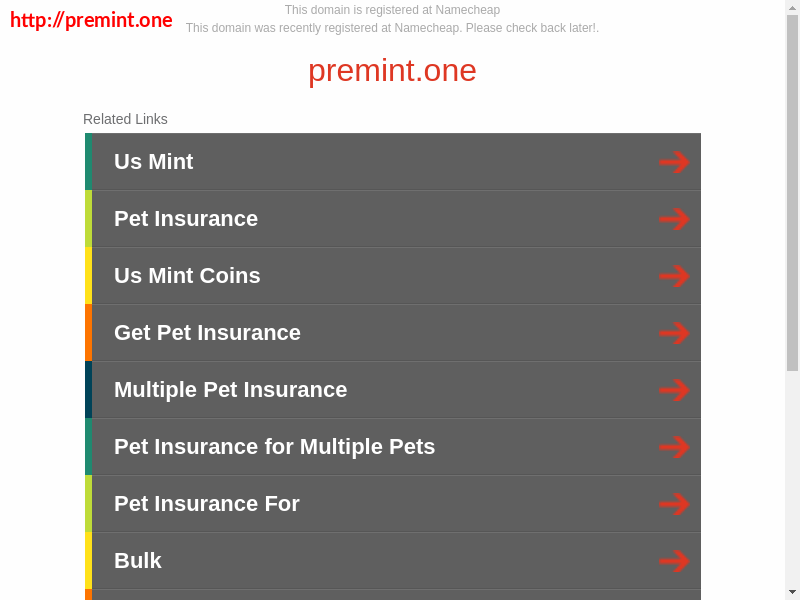 http://premint.one
This domain is registered at Namecheap
This domain was recently registered at Namecheap. Please check back later!.
premint.one
Related Links
Us Mint
Pet Insurance
Us Mint Coins
Get Pet Insurance
Multiple Pet Insurance
Pet Insurance for Multiple Pets
Pet Insurance For
Bulk